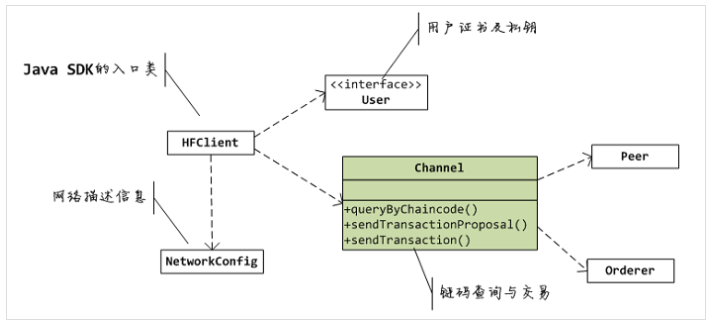 用户证书及私钥
Java SDK的入口类
<<interface>>
User
HFClient
Channel
Peer
网络描述信息
+queryByChaincode()
+sendTransactionProposal()
+sendTransaction()
NetworkConfig
Orderer
链码查询与交易